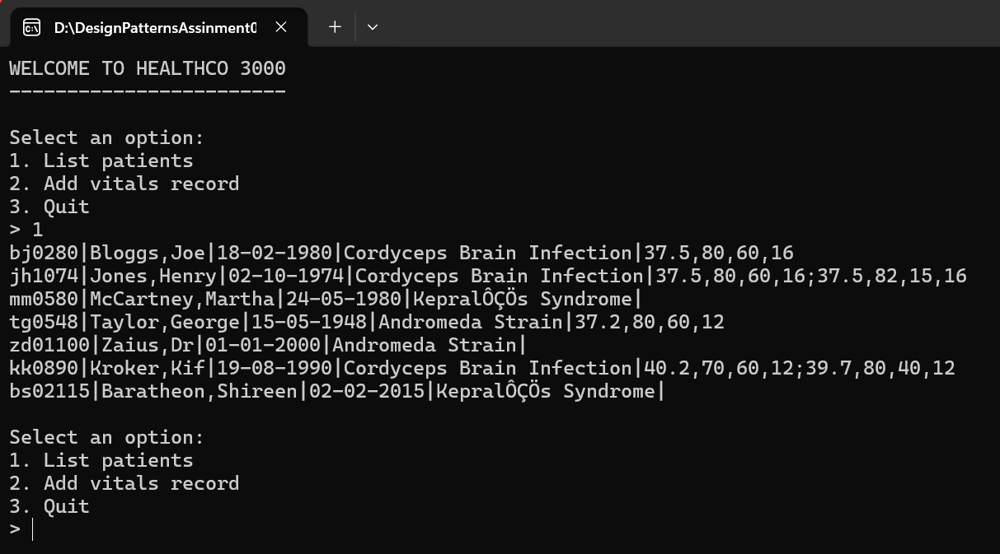 D:\DesignPatternsAssinment0
WELCOME TO HEALTHCO 3000
------------------------
Select an option:
1. List patients
2. Add vitals record
3. Quit
> 1
bj0280|Bloggs,Joe|18-02-1980|Cordyceps Brain Infection|37.5,80,60,16
jh1074|Jones,Henry|02-10-1974|Cordyceps Brain Infection|37.5,80,60,16;37.5,82,15,16
mm0580|McCartney,Martha|24-05-1980|KepralÔÇÖs Syndrome|
tg0548|Taylor,George|15-05-1948|Andromeda Strain|37.2,80,60,12
zd01100|Zaius,Dr|01-01-2000|Andromeda Strain|
kk0890|Kroker,Kif|19-08-1990|Cordyceps Brain Infection|40.2,70,60,12;39.7,80,40,12
bs02115|Baratheon,Shireen|02-02-2015|KepralÔÇÖs Syndrome|
Select an option:
1. List patients
2. Add vitals record
3. Quit
>